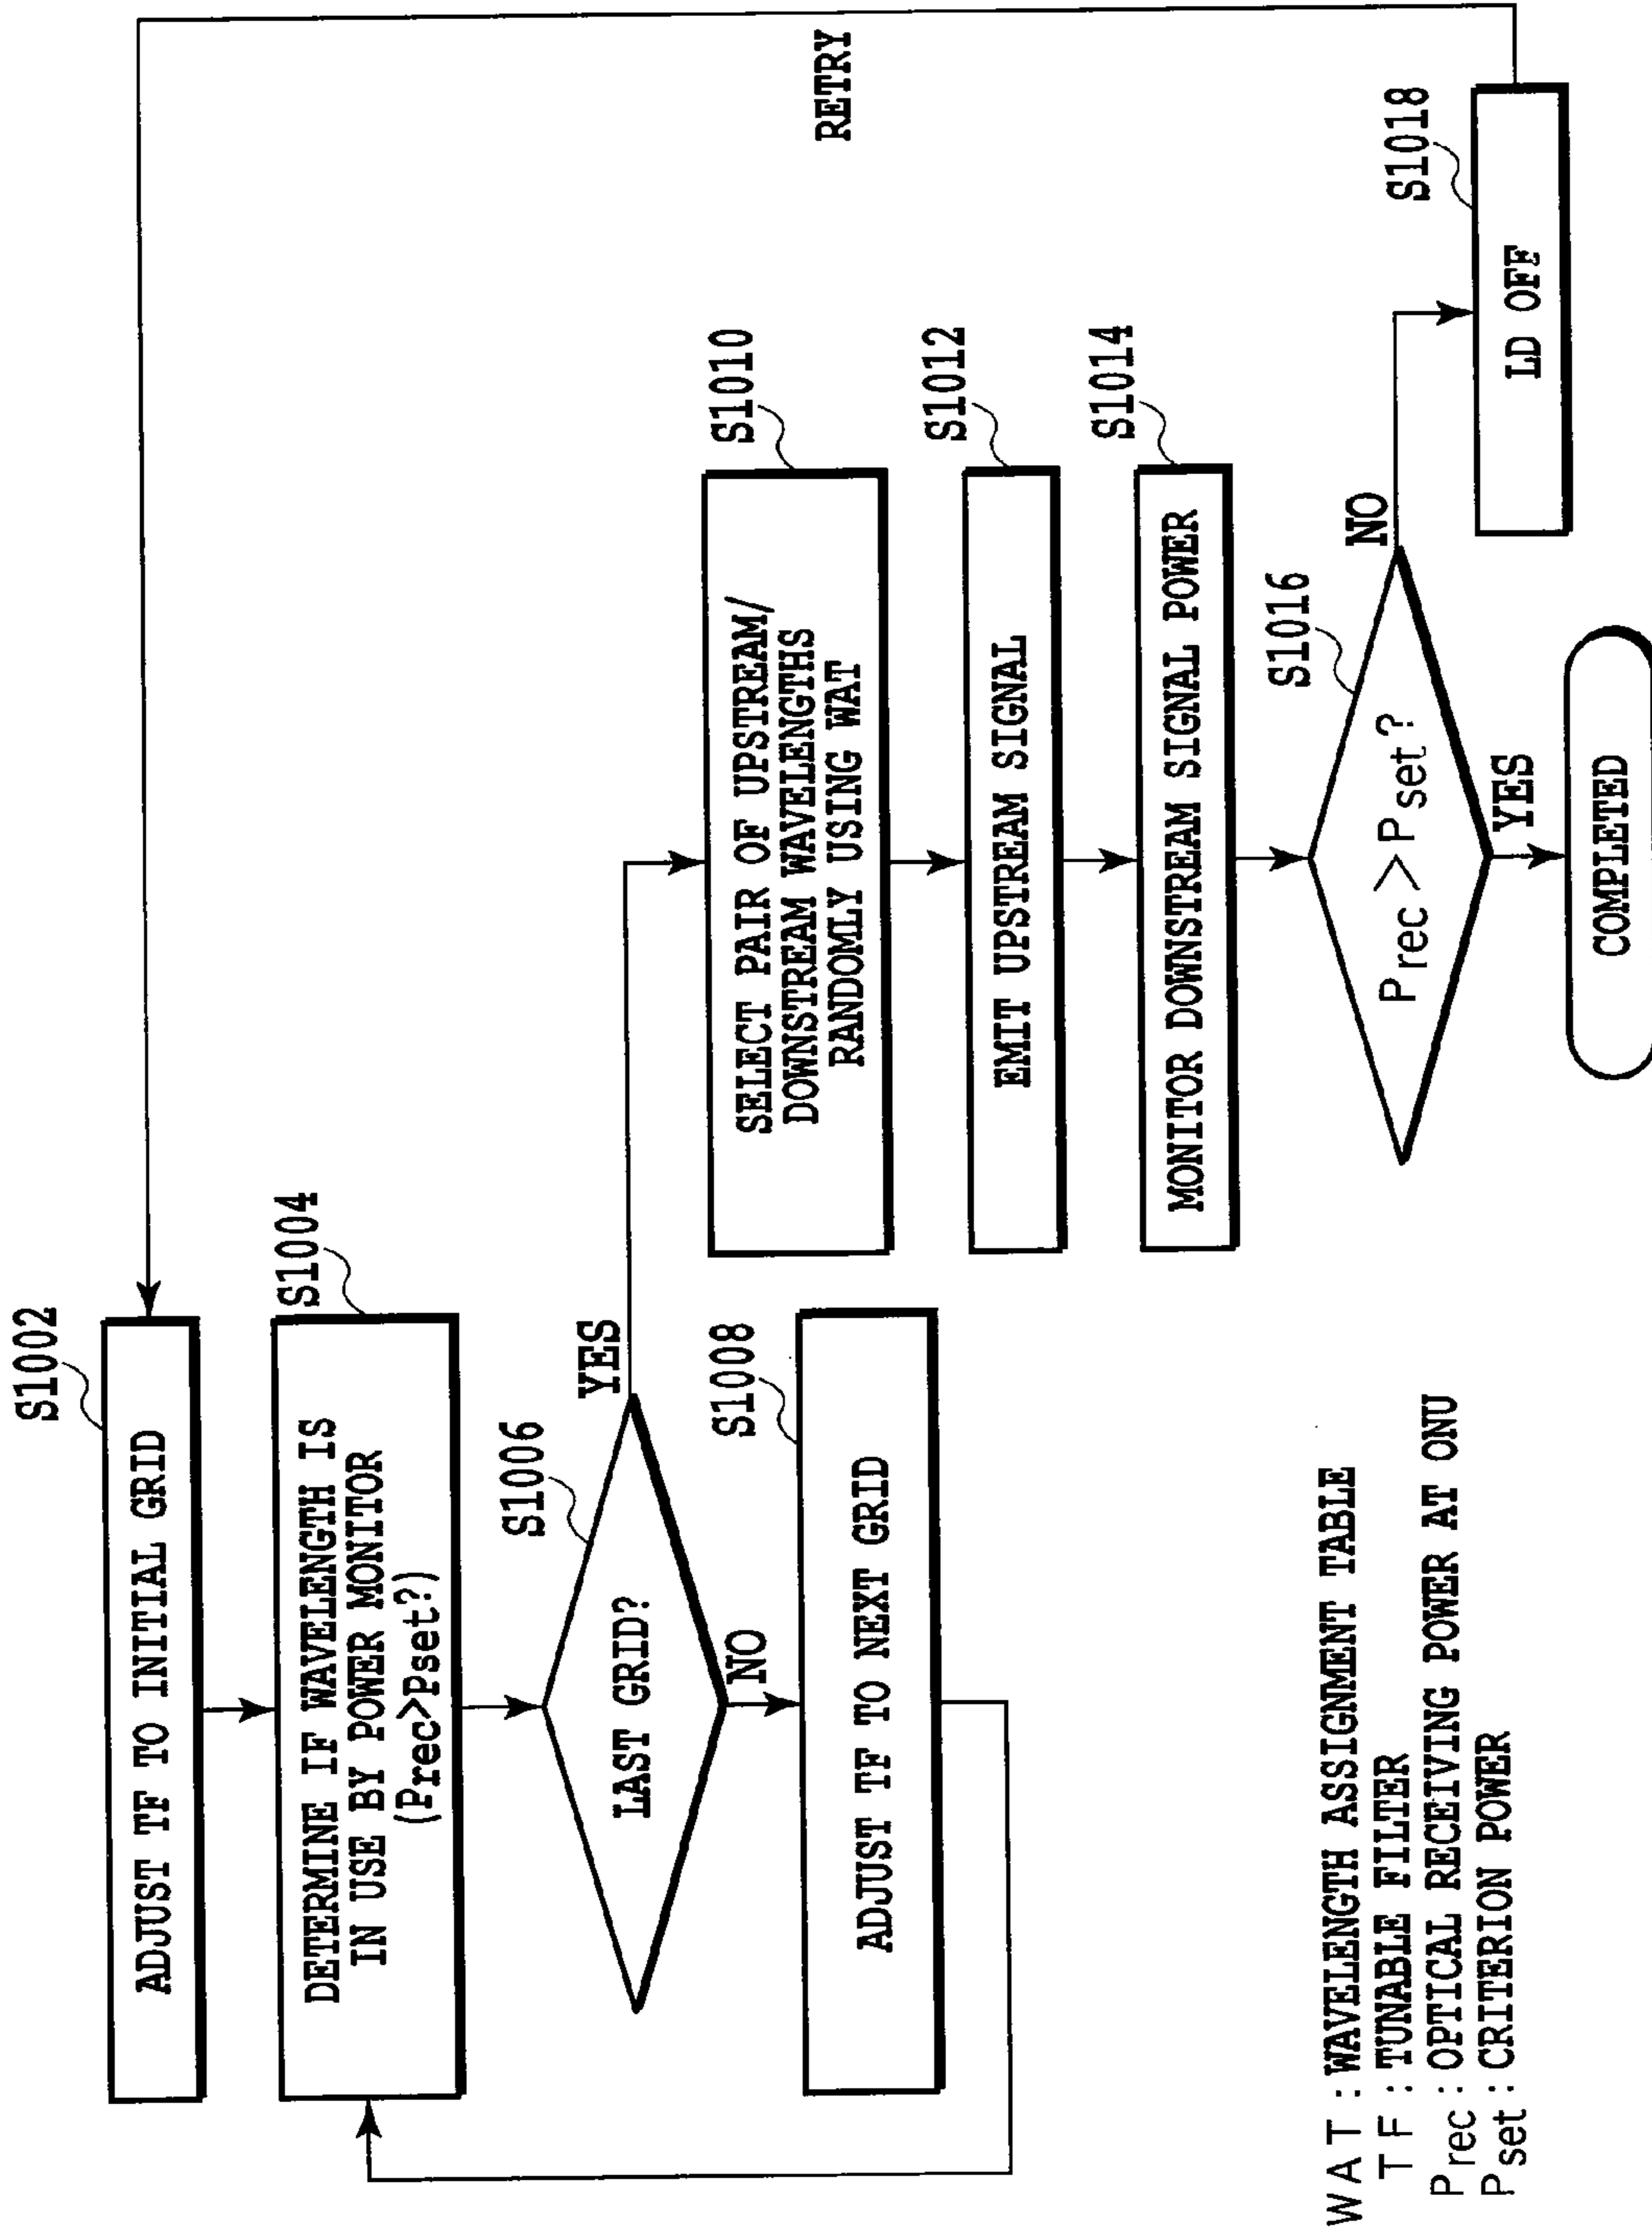 S1002
ADJUST TF TO INITIAL GRID
S1004
DETERMINE IF WAVELENGTH IS
IN USE BY POWER MONITOR
(Prec>Pset?)
S1006
LAST GRID?
YES
NO
S1008
ADJUST TF TO NEXT GRID
S1010
SELECT PAIR OF UPSTREAM/
DOWNSTREAM WAVELENGTHS
RANDOMLY USING WAT
S1012
EMIT UPSTREAM SIGNAL
S1014
MONITOR DOWNSTREAM SIGNAL POWER
S1016
Prec>Pset?
NO
YES
S1018
LD OFF
RETRY
COMPLETED
WAT:WAVELENGTH ASSIGNMENT TABLE
TF:TUNABLE FILTER
Prec:OPTICAL RECEIVING POWER AT ONU
Pset:CRITERION POWER